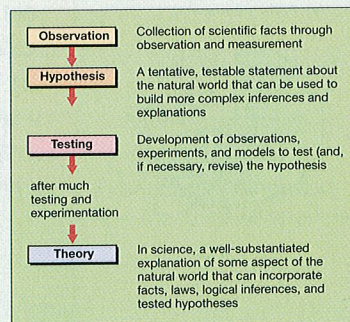 Observation
Collection of scientific facts through
observation and measurement
Hypothesis
A tentative, testable statement about
the natural world that can be used to
build more complex inferences and
explanations
Testing
Development of observations,
experiments, and models to test (and,
if necessary, revise) the hypothesis
after much
testing and
experimentation
Theory
In science, a well-substantiated
explanation of some aspect of the
natural world that can incorporate
facts, laws, logical inferences, and
tested hypotheses